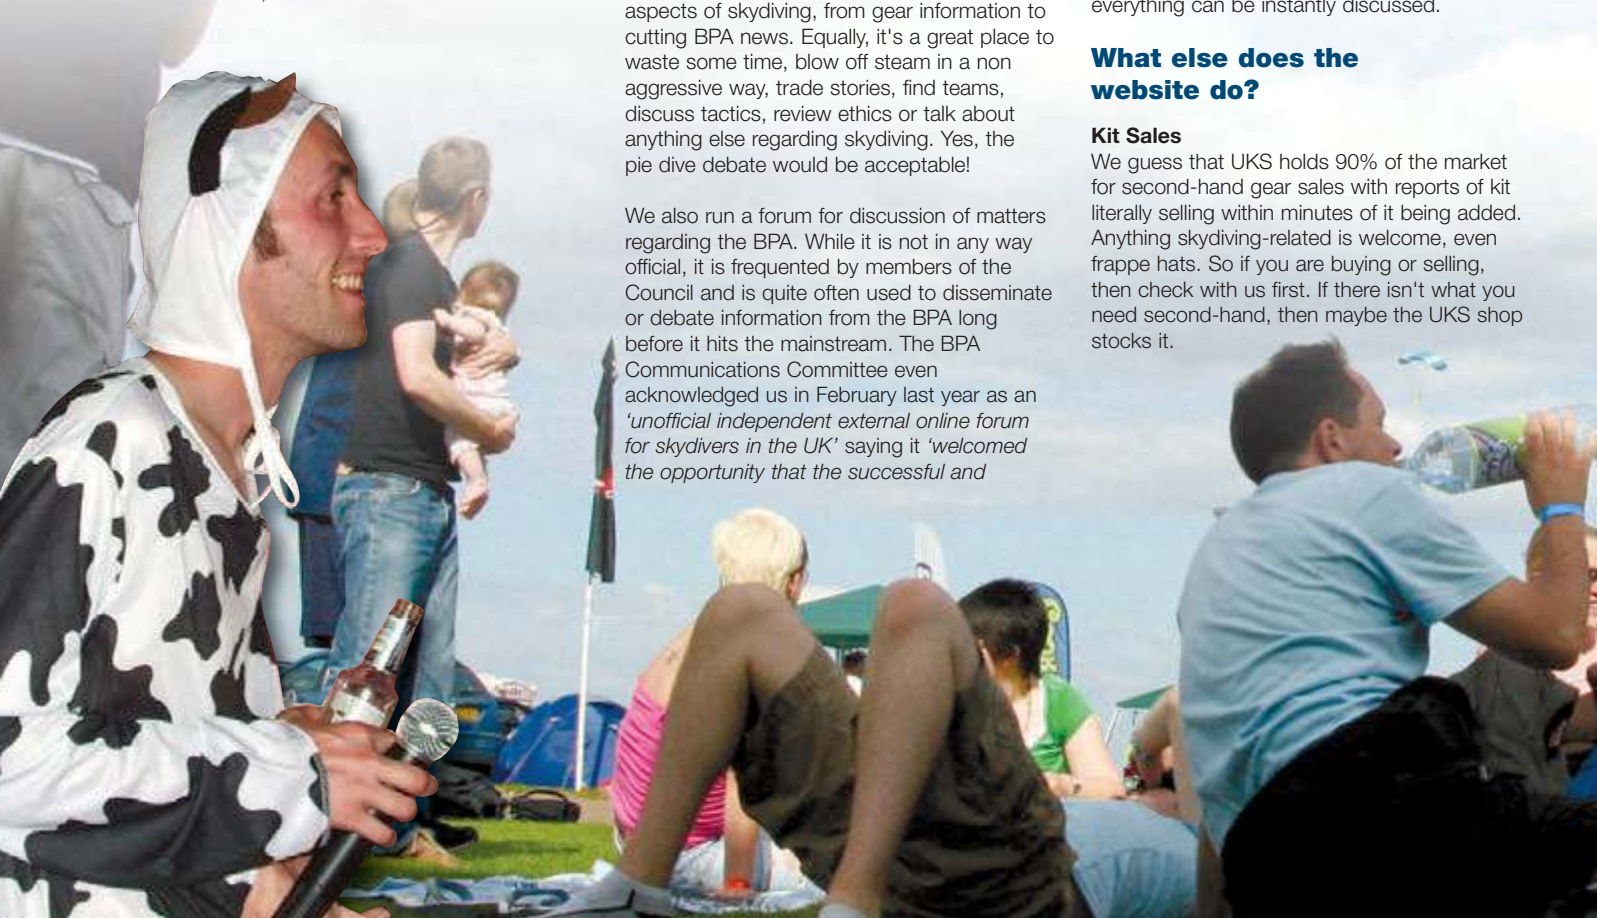 aspects of skydiving, from gear information to
cutting BPA news. Equally, it's a great place to
waste some time, blow off steam in a non
aggressive way, trade stories, find teams,
discuss tactics, review ethics or talk about
anything else regarding skydiving. Yes, the
pie dive debate would be acceptable!
We also run a forum for discussion of matters
regarding the BPA. While it is not in any way
official, it is frequented by members of the
Council and is quite often used to disseminate
or debate information from the BPA long
before it hits the mainstream. The BPA
Communications Committee even
acknowledged us in February last year as an
‘unofficial independent external online forum
for skydivers in the UK’ saying it ‘welcomed
the opportunity that the successful and
everything can be instantly discussed.
What else does the
website do?
Kit Sales
We guess that UKS holds 90% of the market
for second-hand gear sales with reports of kit
literally selling within minutes of it being added.
Anything skydiving-related is welcome, even
frappe hats. So if you are buying or selling,
then check with us first. If there isn't what you
need second-hand, then maybe the UKS shop
stocks it.